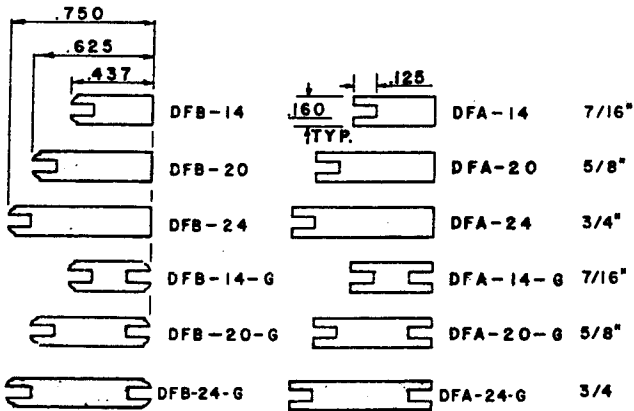 .750
.625
.437
.125
DFB-14
.160
TYP.
DFA-14 7/16"
DFB-20 DFA-20 5/8"
DFB-24 DFA-24 3/4"
DFB-14-G DFA-14-G 7/16"
DFB-20-G DFA-20-G 5/8"
DFB-24-G DFA-24-G 3/4